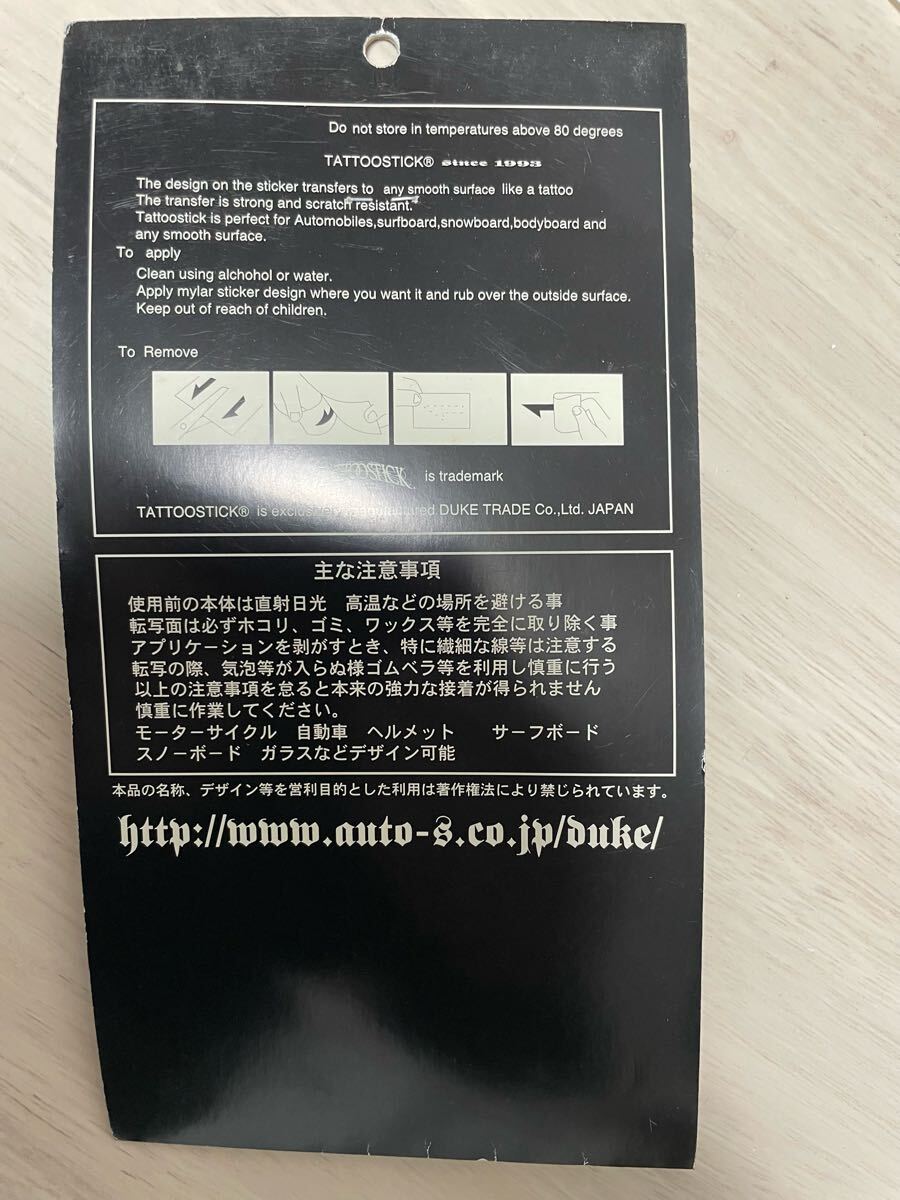 Do not store in temperatures above 80 degrees
TATTOOSTICK® since 1993
The design on the sticker transfers to any smooth surface like a tattoo
The transfer is strong and scratch resistant.
Tattoostick is perfect for Automobiles,surfboard,snowboard,bodyboard and
any smooth surface.
To apply
Clean using alchohol or water.
Apply mylar sticker design where you want it and rub over the outside surface.
Keep out of reach of children.
To Remove
is trademark
TATTOOSTICK® is exclusively manufactured DUKE TRADE Co.,Ltd. JAPAN
主な注意事項
使用前の本体は直射日光 高温などの場所を避ける事
転写面は必ずホコリ、ゴミ、ワックス等を完全に取り除く事
アプリケーションを剥がすとき、特に繊細な線等は注意する
転写の際、気泡等が入らぬ様ゴムベラ等を利用し慎重に行う
以上の注意事項を怠ると本来の強力な接着が得られません
慎重に作業してください。
モーターサイクル 自動車 ヘルメット サーフボード
スノーボード ガラスなどデザイン可能
本品の名称、デザイン等を営利目的とした利用は著作権法により禁じられています。
http://www.auto-s.co.jp/duke/